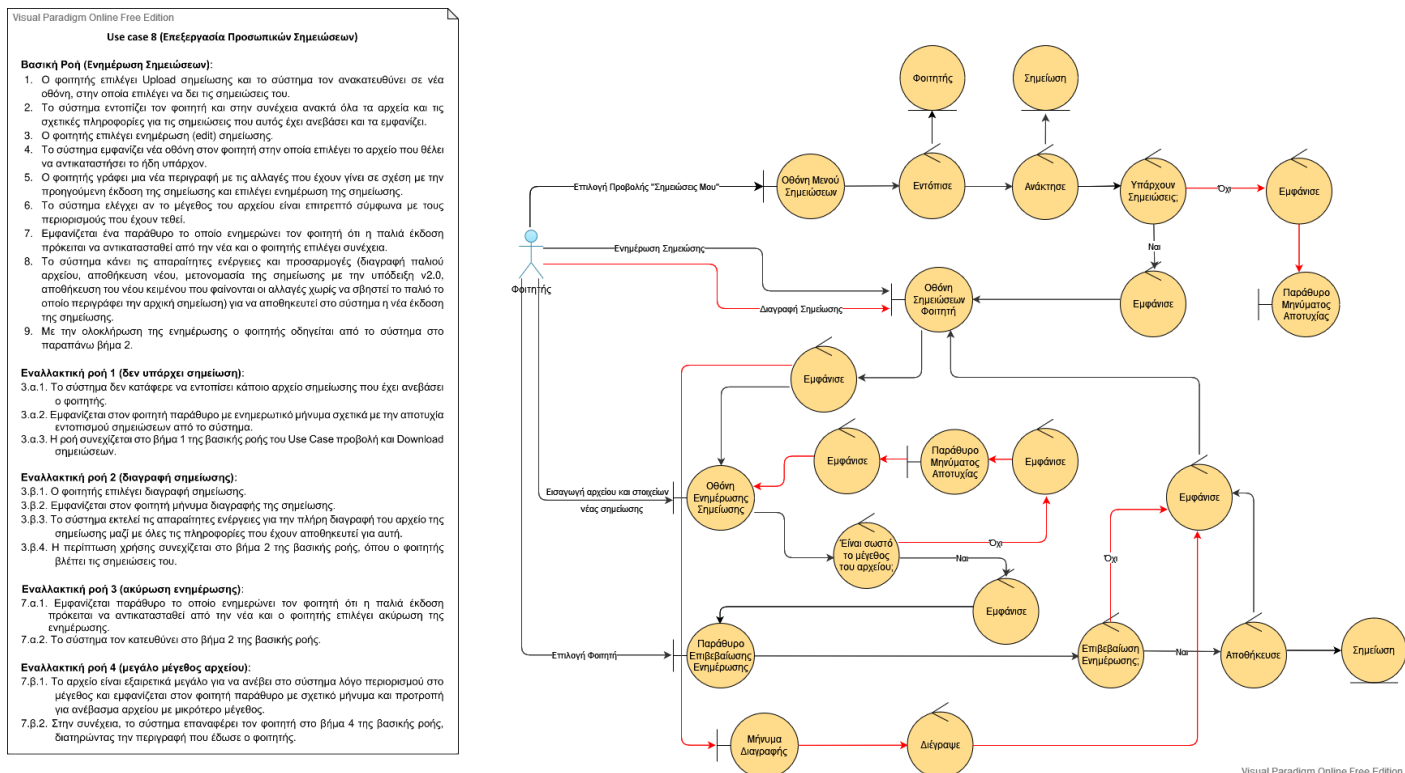 Visual Paradigm Online Free Edition
Use case 8 (Επεξεργασία Προσωπικών Σημειώσεων)
Βασική Ροή (Ενημέρωση Σημειώσεων):
1. Ο φοιτητής επιλέγει Upload σημείωσης και το σύστημα τον ανακατευθύνει σε νέα
οθόνη, στην οποία επιλέγει να δει τις σημειώσεις του.
2. Το σύστημα εντοπίζει τον φοιτητή και στην συνέχεια ανακτά όλα τα αρχεία και τις
σχετικές πληροφορίες για τις σημειώσεις που αυτός έχει ανεβάσει και τα εμφανίζει.
3. Ο φοιτητής επιλέγει ενημέρωση (edit) σημείωσης.
4. Το σύστημα εμφανίζει νέα οθόνη στον φοιτητή στην οποία επιλέγει το αρχείο που θέλει
να αντικαταστήσει το ήδη υπάρχον.
5. Ο φοιτητής γράφει μια νέα περιγραφή με τις αλλαγές που έχουν γίνει σε σχέση με την
προηγούμενη έκδοση της σημείωσης και επιλέγει ενημέρωση της σημείωσης.
6. Το σύστημα ελέγχει αν το μέγεθος του αρχείου είναι επιτρεπτό σύμφωνα με τους
περιορισμούς που έχουν τεθεί.
7. Εμφανίζεται ένα παράθυρο το οποίο ενημερώνει τον φοιτητή ότι η παλιά έκδοση
πρόκειται να αντικατασταθεί από την νέα και ο φοιτητής επιλέγει συνέχεια.
8. Το σύστημα κάνει τις απαραίτητες ενέργειες και προσαρμογές (διαγραφή παλιού
αρχείου, αποθήκευση νέου, μετονομασία της σημείωσης με την υπόδειξη v2.0,
αποθήκευση του νέου κειμένου που φαίνονται οι αλλαγές χωρίς να σβηστεί το παλιό το
οποίο περιγράφει την αρχική σημείωση) για να αποθηκευτεί στο σύστημα η νέα έκδοση
της σημείωσης.
9. Με την ολοκλήρωση της ενημέρωσης ο φοιτητής οδηγείται από το σύστημα στο
παραπάνω βήμα 2.
Εναλλακτική ροή 1 (δεν υπάρχει σημείωση):
3.α.1. Το σύστημα δεν κατάφερε να εντοπίσει κάποιο αρχείο σημείωσης που έχει ανεβάσει
ο φοιτητής.
3.α.2. Εμφανίζεται στον φοιτητή παράθυρο με ενημερωτικό μήνυμα σχετικά με την αποτυχία
εντοπισμού σημειώσεων από το σύστημα.
3.α.3. Η ροή συνεχίζεται στο βήμα 1 της βασικής ροής του Use Case προβολή και Download
σημειώσεων.
Εναλλακτική ροή 2 (διαγραφή σημείωσης):
3.β.1. Ο φοιτητής επιλέγει διαγραφή σημείωσης.
3.β.2. Εμφανίζεται στον φοιτητή μήνυμα διαγραφής της σημείωσης.
3.β.3. Το σύστημα εκτελεί τις απαραίτητες ενέργειες για την πλήρη διαγραφή του αρχείο της
σημείωσης μαζί με όλες τις πληροφορίες που έχουν αποθηκευτεί για αυτή.
3.β.4. Η περίπτωση χρήσης συνεχίζεται στο βήμα 2 της βασικής ροής, όπου ο φοιτητής
βλέπει τις σημειώσεις του.
Εναλλακτική ροή 3 (ακύρωση ενημέρωσης):
7.α.1. Εμφανίζεται παράθυρο το οποίο ενημερώνει τον φοιτητή ότι η παλιά έκδοση
πρόκειται να αντικατασταθεί από την νέα και ο φοιτητής επιλέγει ακύρωση της
ενημέρωσης.
7.α.2. Το σύστημα τον κατευθύνει στο βήμα 2 της βασικής ροής.
Εναλλακτική ροή 4 (μεγάλο μέγεθος αρχείου):
7.β.1. Το αρχείο είναι εξαιρετικά μεγάλο για να ανέβει στο σύστημα λόγο περιορισμού στο
μέγεθος και εμφανίζεται στον φοιτητή παράθυρο με σχετικό μήνυμα και προτροπή
για ανέβασμα αρχείου με μικρότερο μέγεθος.
7.β.2. Στην συνέχεια, το σύστημα επαναφέρει τον φοιτητή στο βήμα 4 της βασικής ροής,
διατηρώντας την περιγραφή που έδωσε ο φοιτητής.
Φοιτητής
Σημείωση
Επιλογή Προβολής "Σημειώσεις Μου"
Οθόνη Μενού
Σημειώσεων
Εντόπισε
Ανάκτησε
Υπάρχουν
Σημειώσεις;
Όχι
Εμφάνισε
Ναι
Ενημέρωση Σημειώσης
Φοιτητής
Διαγραφή Σημείωσης
Οθόνη
Σημειώσεων
Φοιτητή
Εμφάνισε
Παράθυρο
Μηνύματος
Αποτυχίας
Εμφάνισε
Εμφάνισε
Παράθυρο
Μηνύματος
Αποτυχίας
Εμφάνισε
Εισαγωγή αρχείου και στοιχείων
νέας σημείωσης
Οθόνη
Ενημέρωσης
Σημείωσης
Εμφάνισε
Έίναι σωστό
το μέγεθος
του αρχείου;
Όχι
Ναι
Όχι
Εμφάνισε
Επιλογή Φοιτητή
Παράθυρο
Επιβεβαίωσης
Ενημέρωσης
Επιβεβαίωση
Ενημέρωσης;
Ναι
Αποθήκευσε
Σημείωση
Μήνυμα
Διαγραφής
Διέγραψε
Visual Paradigm Online Free Edition